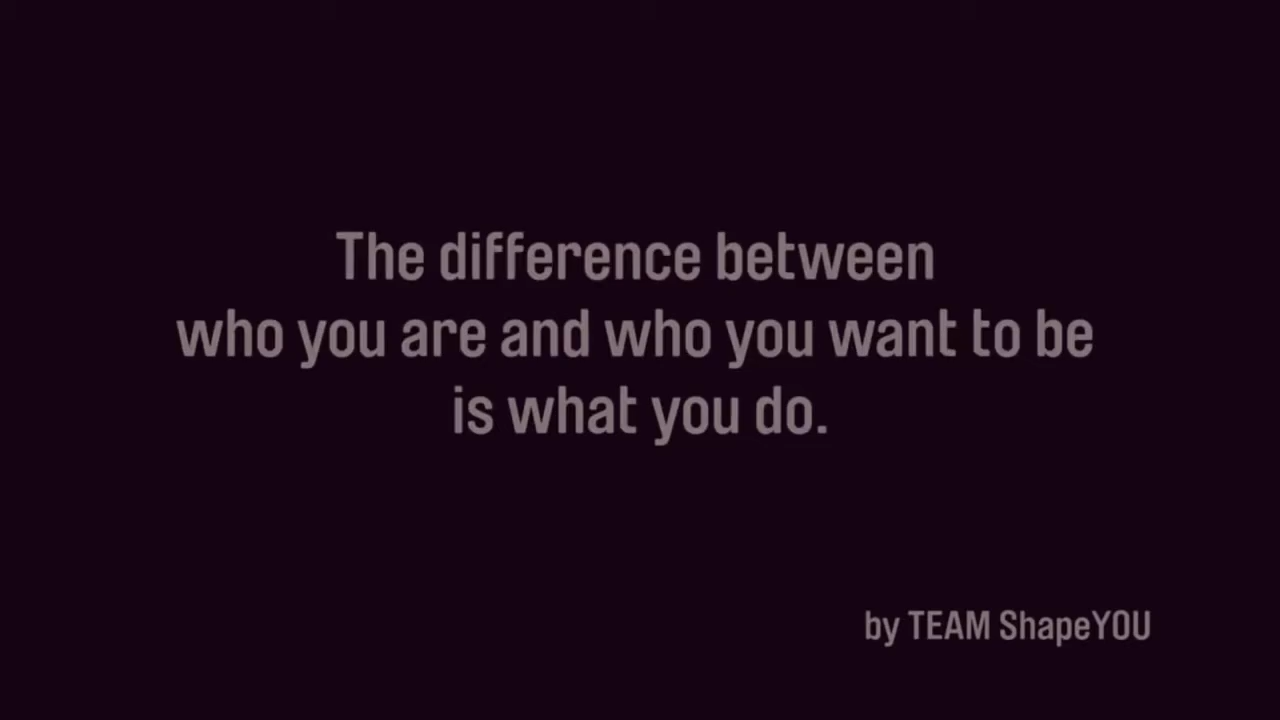 The difference between
who you are and who you want to be
is what you do.
by TEAM ShapeYOU